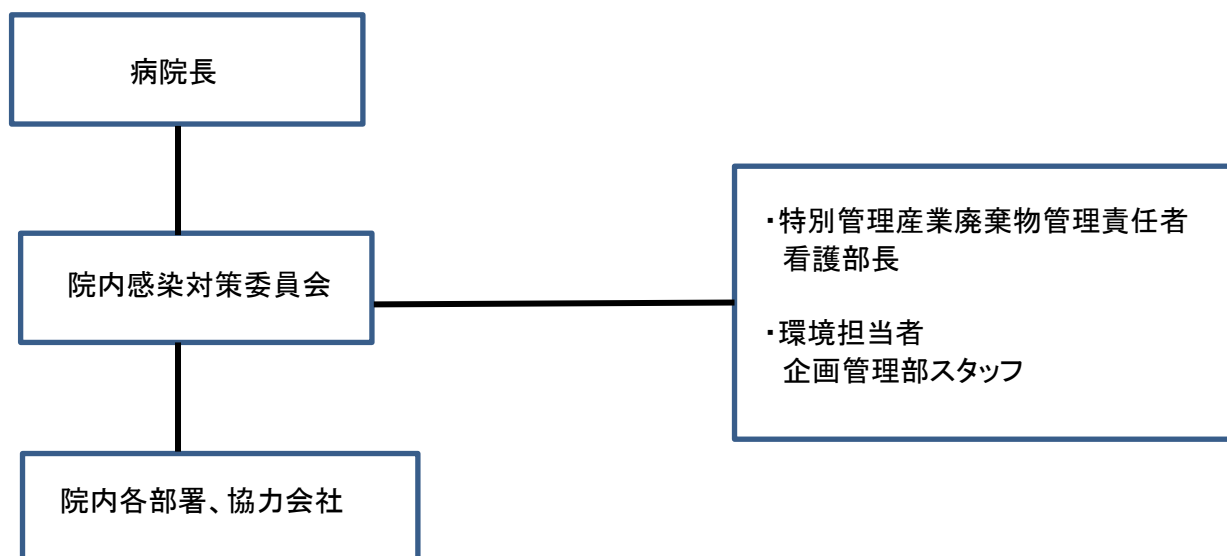 病院長
院内感染対策委員会
・特別管理産業廃棄物管理責任者
看護部長
・環境担当者
企画管理部スタッフ
院内各部署、協力会社